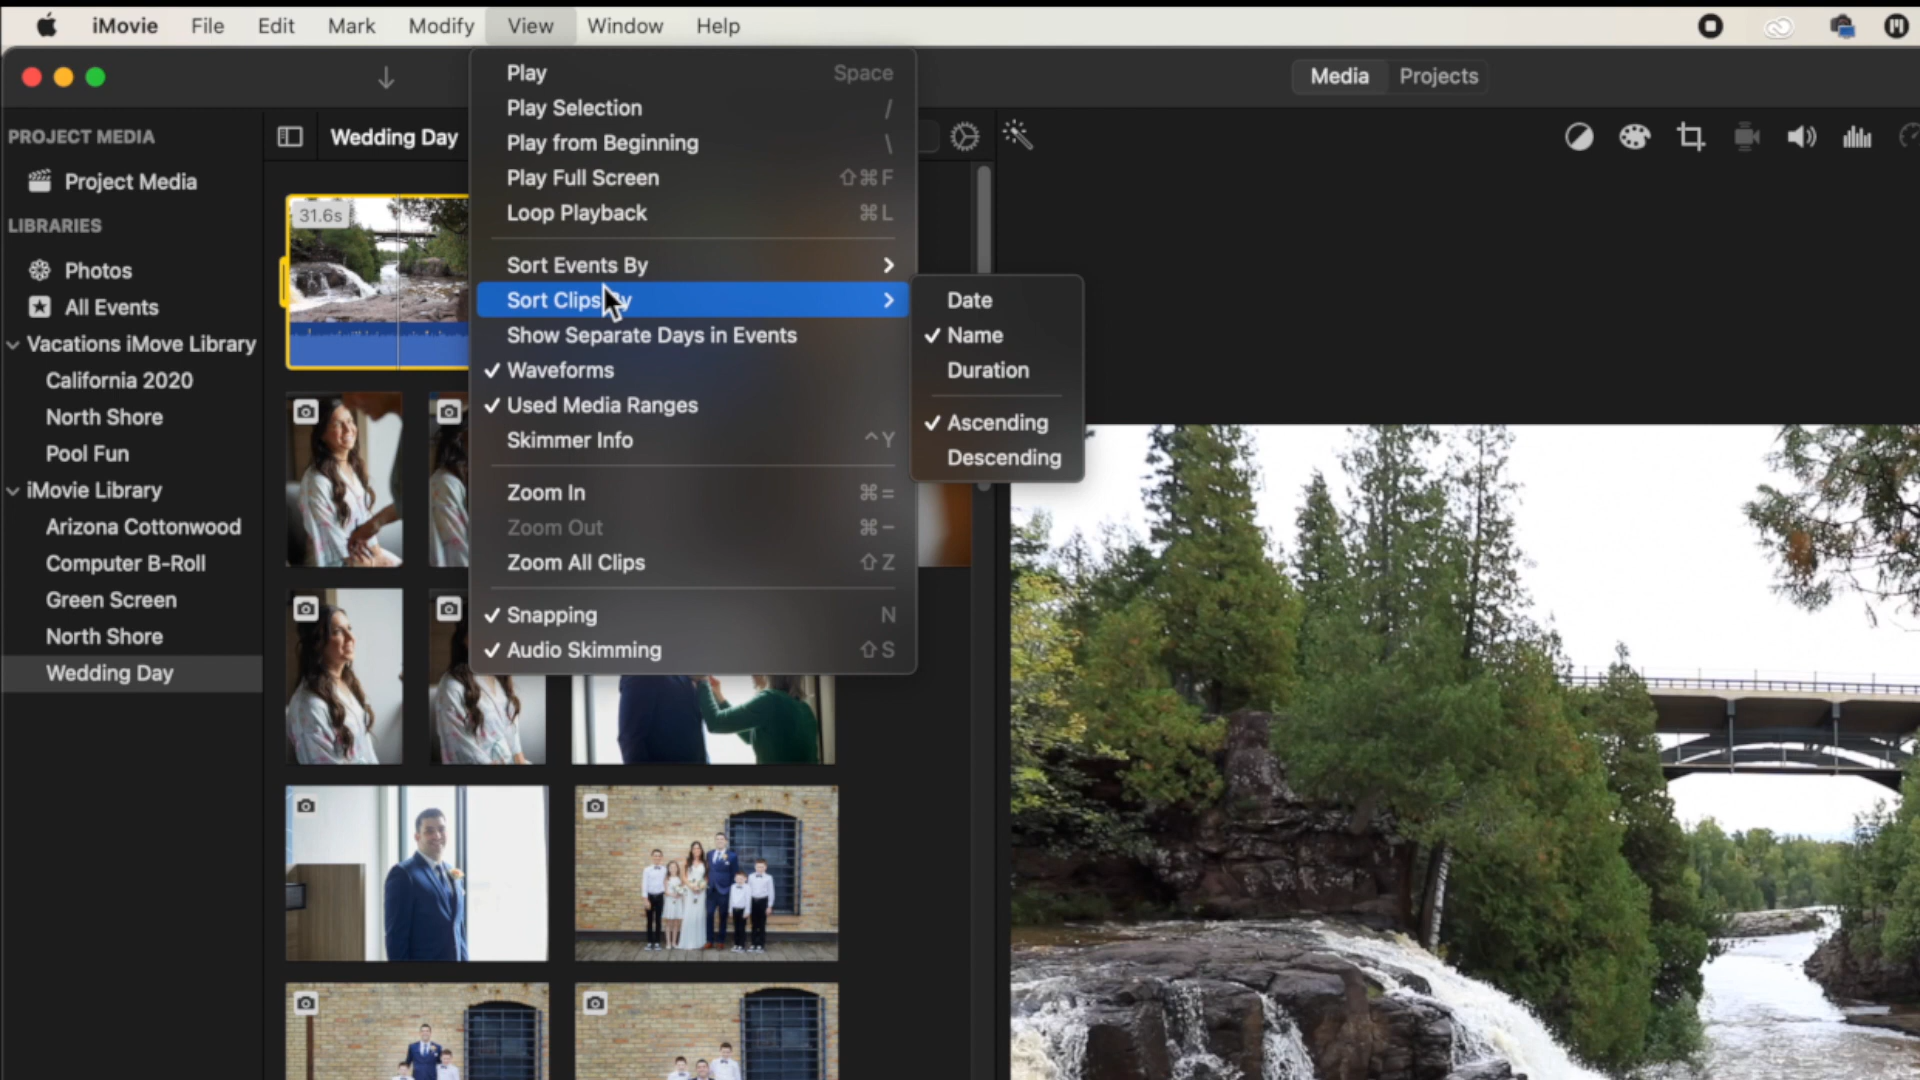 iMovie File Edit Mark Modify View Window Help
Media Projects
PROJECT MEDIA
Project Media
LIBRARIES
Photos
All Events
Vacations iMove Library
California 2020
North Shore
Pool Fun
iMovie Library
Arizona Cottonwood
Computer B-Roll
Green Screen
North Shore
Wedding Day
Wedding Day
31.6s
Play Space
Play Selection /
Play from Beginning \
Play Full Screen ⇧⌘F
Loop Playback ⌘L
Sort Events By
Sort Clips By
Show Separate Days in Events
✓ Waveforms
✓ Used Media Ranges
Skimmer Info ^Y
Zoom In ⌘=
Zoom Out ⌘−
Zoom All Clips ⇧Z
✓ Snapping N
✓ Audio Skimming ⇧S
Date
✓ Name
Duration
✓ Ascending
Descending